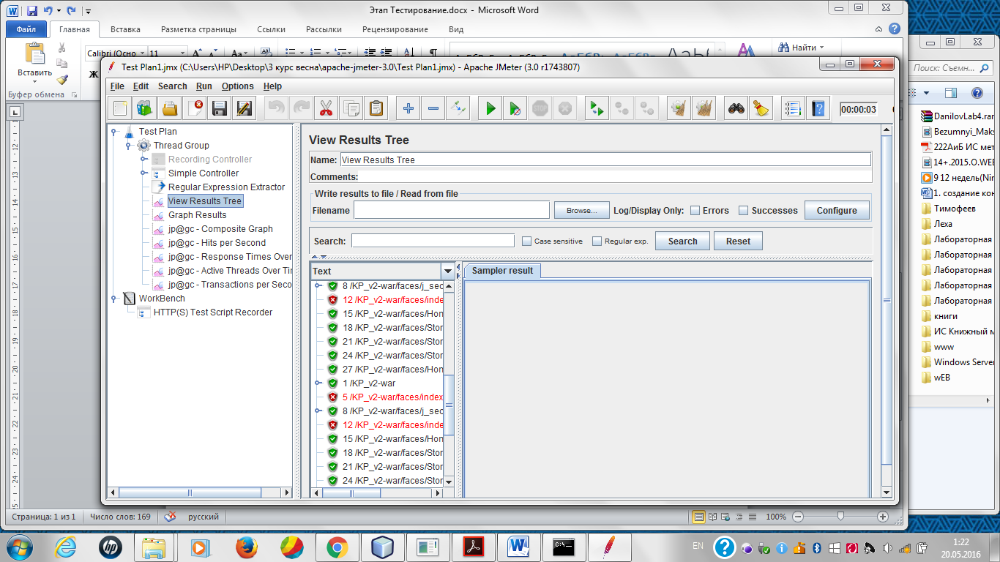 Этап Тестирование.docx - Microsoft Word
Файл Главная Вставка Разметка страницы Ссылки Рассылки Рецензирование Вид
Вставить
Буфер обмена
Calibri (Осно 11
Ж
Найти
Поиск: Съемн...
Test Plan1.jmx (C:\Users\HP\Desktop\3 курс весна\apache-jmeter-3.0\Test Plan1.jmx) - Apache JMeter (3.0 r1743807)
File Edit Search Run Options Help
STOP
00:00:03
Test Plan
Thread Group
Recording Controller
Simple Controller
Regular Expression Extractor
View Results Tree
Graph Results
jp@gc - Composite Graph
jp@gc - Hits per Second
jp@gc - Response Times Over
jp@gc - Active Threads Over Tin
jp@gc - Transactions per Seco
WorkBench
HTTP(S) Test Script Recorder
View Results Tree
Name: View Results Tree
Comments:
Write results to file / Read from file
Filename Browse... Log/Display Only: Errors Successes Configure
Search: Case sensitive Regular exp. Search Reset
Text
Sampler result
8 /KP_v2-war/faces/j_sec
12 /KP_v2-war/faces/inde
15 /KP_v2-war/faces/Hon
18 /KP_v2-war/faces/Stor
21 /KP_v2-war/faces/Stor
24 /KP_v2-war/faces/Stor
27 /KP_v2-war/faces/Hon
1 /KP_v2-war
5 /KP_v2-war/faces/index
8 /KP_v2-war/faces/j_sec
12 /KP_v2-war/faces/inde
15 /KP_v2-war/faces/Hon
18 /KP_v2-war/faces/Stor
21 /KP_v2-war/faces/Stor
24 /KP_v2-war/faces/Stor
DanilovLab4.rar
Bezumnyi_Maks
222АиБ ИС мет
14+.2015.O.WEB
9 12 недель(Nin
1. создание кон
Тимофеев
Леха
Лабораторная
Лабораторная
Лабораторная
Лабораторная
Лабораторная
книги
ИС Книжный м
www
Windows Server
wEB
Страница: 1 из 1 Число слов: 169 русский 100%
EN
1:22
20.05.2016